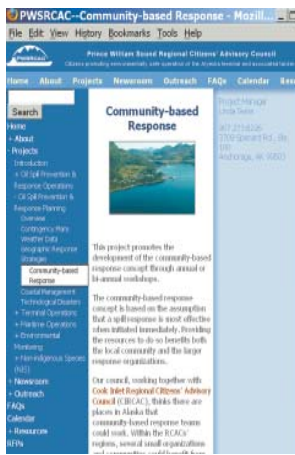 PWSRCAC--Community-based Response - Mozill...
File Edit View History Bookmarks Tools Help
Prince William Sound Regional Citizens' Advisory Council
Home About Projects Newsroom Outreach FAQs Calendar
Search
Home
+ About
- Projects
Introduction
+ Oil Spill Prevention &
Response Operations
- Oil Spill Prevention &
Response Planning
Overview
Contingency Plans
Weather Data
Geographic Response
Strategies
Community-based
Response
Coastal Management
Technological Disasters
+ Terminal Operations
+ Maritime Operations
+ Environmental
Monitoring
+ Non-indigenous Species
(NIS)
+ Newsroom
+ Outreach
FAQs
Calendar
+ Resources
RFPs
Community-based
Response
This project promotes the
development of the community-based
response concept through annual or
bi-annual workshops.
The community-based response
concept is based on the assumption
that a spill response is most effective
when initiated immediately. Providing
the resources to do so benefits both
the local community and the larger
response organizations.
Our council, working together with
Cook Inlet Regional Citizens' Advisory
Council (CIRCAC), thinks there are
places in Alaska that
community-based response teams
could work. Within the RCACs'
regions, several small organizations
Project Manager
Linda
Anchorage, AK